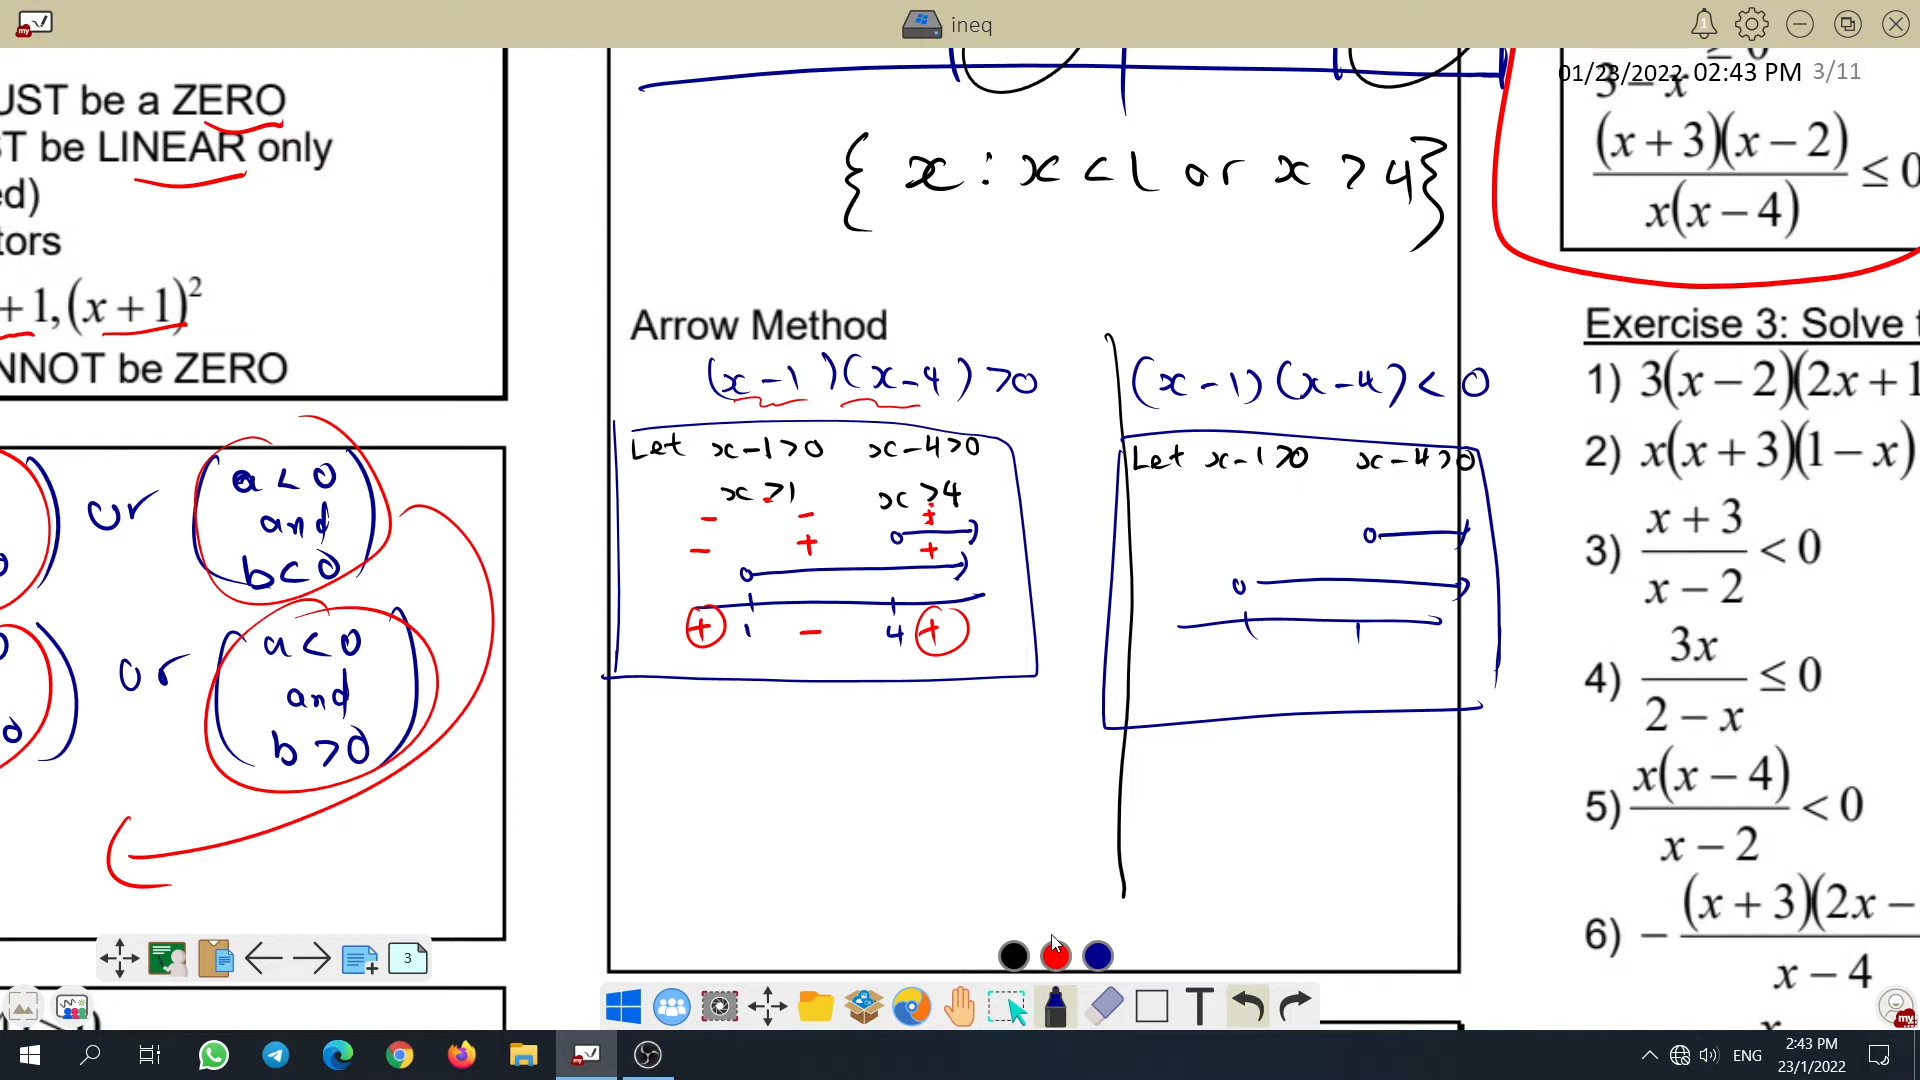 ineq
01/23/2022 02:43 PM 3/11
UST be a ZERO
T be LINEAR only
ed)
tors
+ 1, (x + 1)²
NNOT be ZERO
or
a < 0
and
b < 0
or
a < 0
and
b > 0
{ x : x < 1 or x > 4 }
Arrow Method
(x - 1)(x - 4) > 0
Let x - 1 > 0 x - 4 > 0
x > 1 x > 4
- - +
- + +
+ 1 - 4 +
(x - 1)(x - 4) < 0
Let x - 1 > 0 x - 4 > 0
≤ 0
3 - x
(x + 3)(x - 2)
x(x - 4)
≤ 0
Exercise 3: Solve
1) 3(x - 2)(2x + 1
2) x(x + 3)(1 - x)
3) x + 3
x - 2
< 0
4) 3x
2 - x
≤ 0
5) x(x - 4)
x - 2
< 0
6) - (x + 3)(2x -
x - 4
3
T
ENG
2:43 PM
23/1/2022